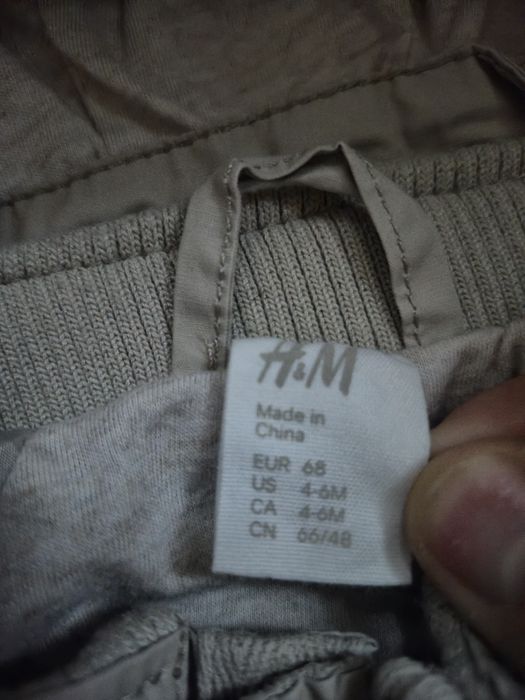 H&M
Made in
China
EUR 68
US 4-6M
CA 4-6M
CN 66/48